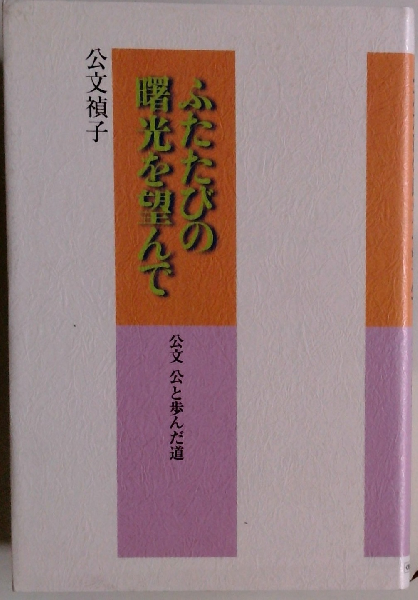 ふたたびの
曙光を望んで
公文 公と歩んだ道
公文禎子